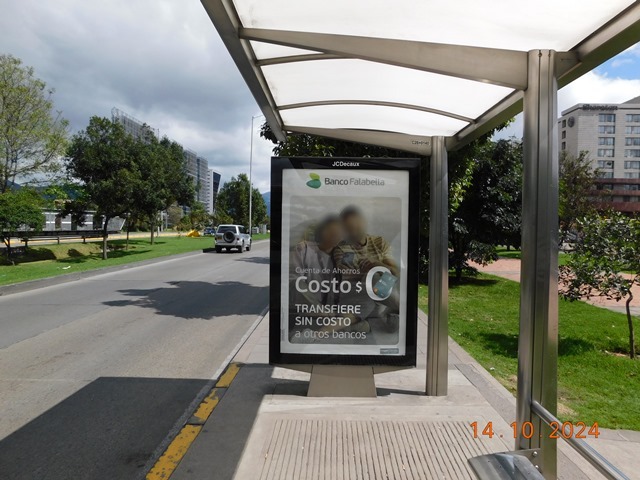 JCDecaux
Banco Falabella
Cuenta de Ahorros
Costo $0
TRANSFIERE
SIN COSTO
a otros bancos
14.10.2024